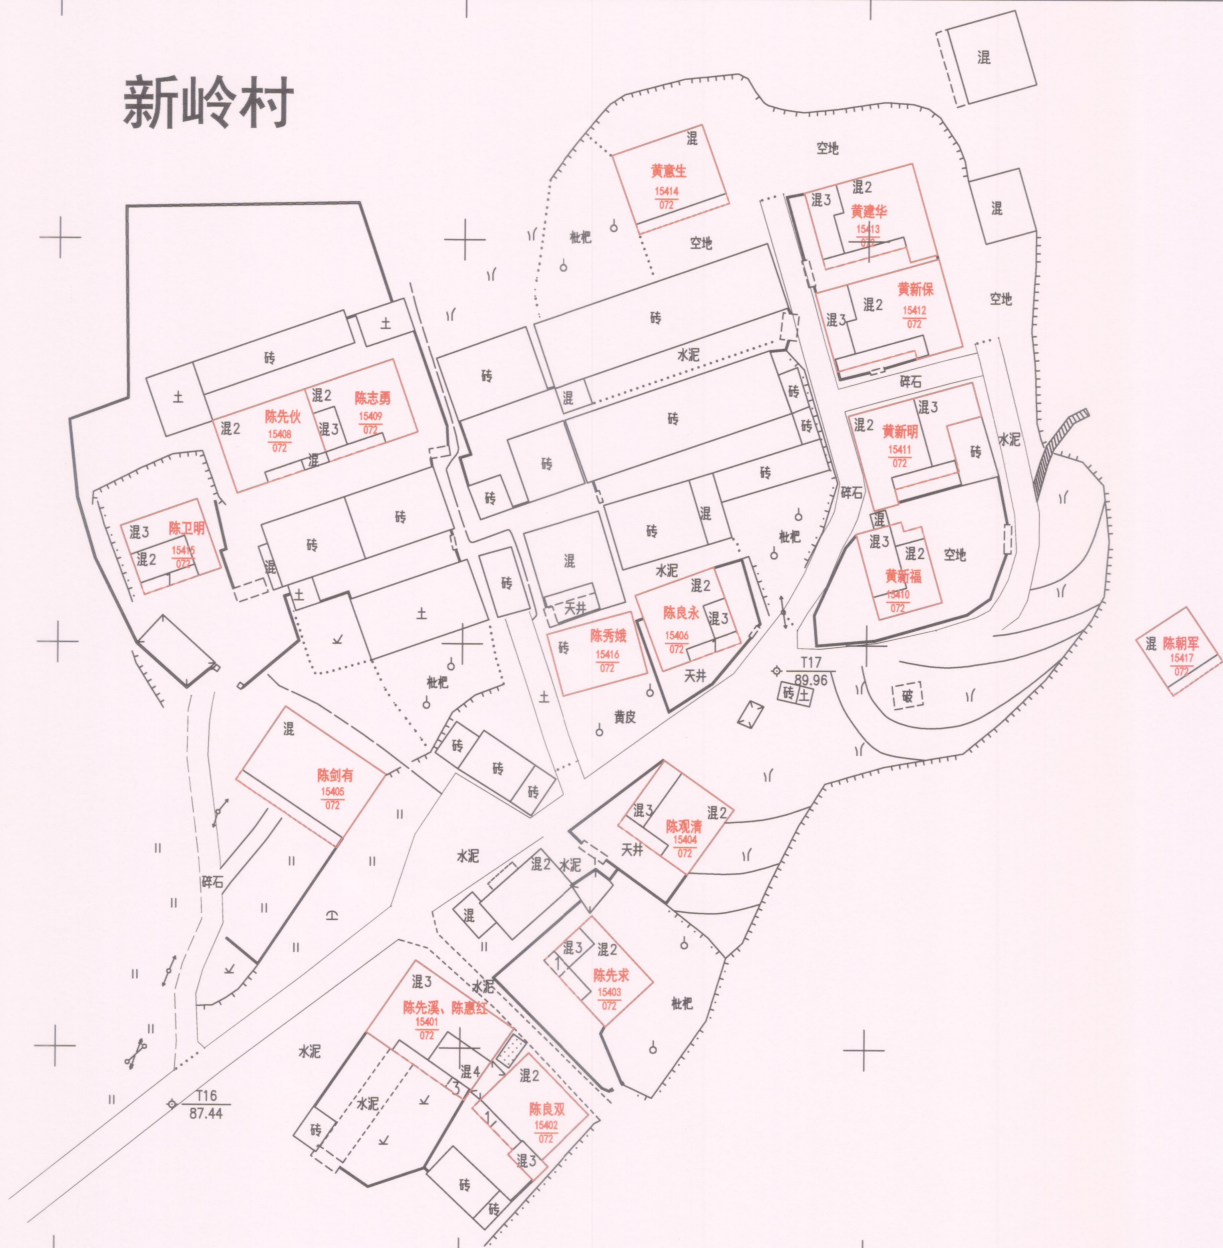 新岭村
混
空地
混
黄意生
15414
072
混2
混3
黄建华
15413
072
混
枇杷
空地
砖
黄新保
15412
072
混2
混3
空地
土
砖
水泥
砖
土
混2
陈志勇
15409
072
混3
陈先伙
15408
072
混2
混
混
砖
砖
砖
碎石
混3
混2
黄新明
15411
072
砖
水泥
砖
砖
砖
碎石
砖
砖
混
枇杷
混3
陈卫明
15415
072
混2
砖
混
混
混3
混2
空地
黄新福
15410
072
混
砖
水泥
土
土
天井
混2
陈良永
15406
072
混3
陈秀娥
15416
072
砖
天井
T17
89.96
混
陈朝军
15417
072
枇杷
土
黄皮
砖
土
破
混
砖
砖
砖
陈剑有
15405
072
混3
混2
陈观清
15404
072
天井
水泥
混2
水泥
碎石
混
混3
混2
1
陈先求
15403
072
枇杷
混3
水泥
陈先溪、陈惠红
15401
072
水泥
混4
混2
5
水泥
陈良双
15402
072
1
T16
87.44
砖
混3
砖
砖